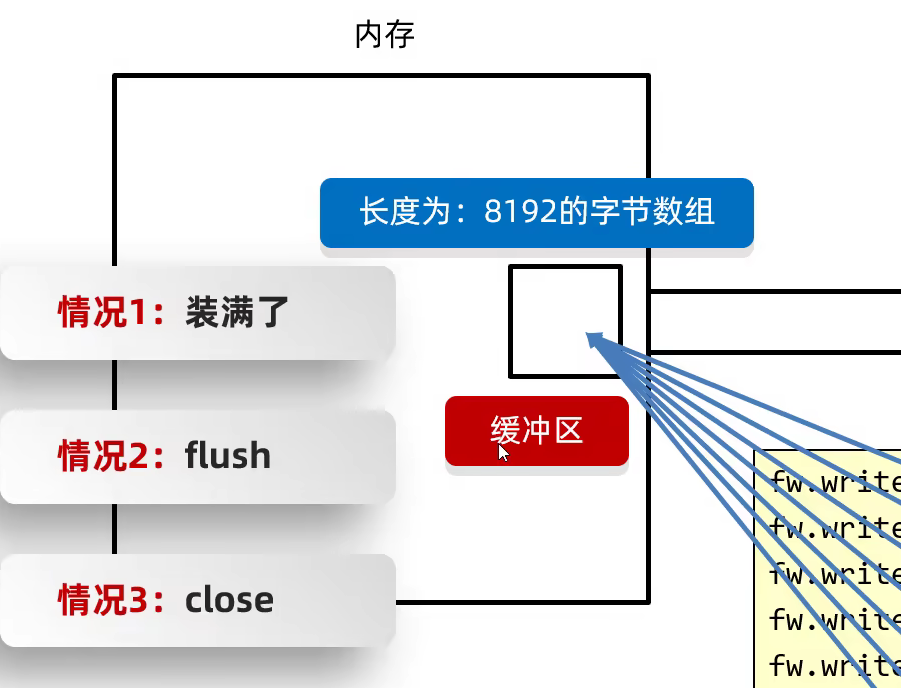 内存
长度为：8192的字节数组
情况1：装满了
情况2：flush
缓冲区
情况3：close
fw.write
fw.write
fw.write
fw.write
fw.write